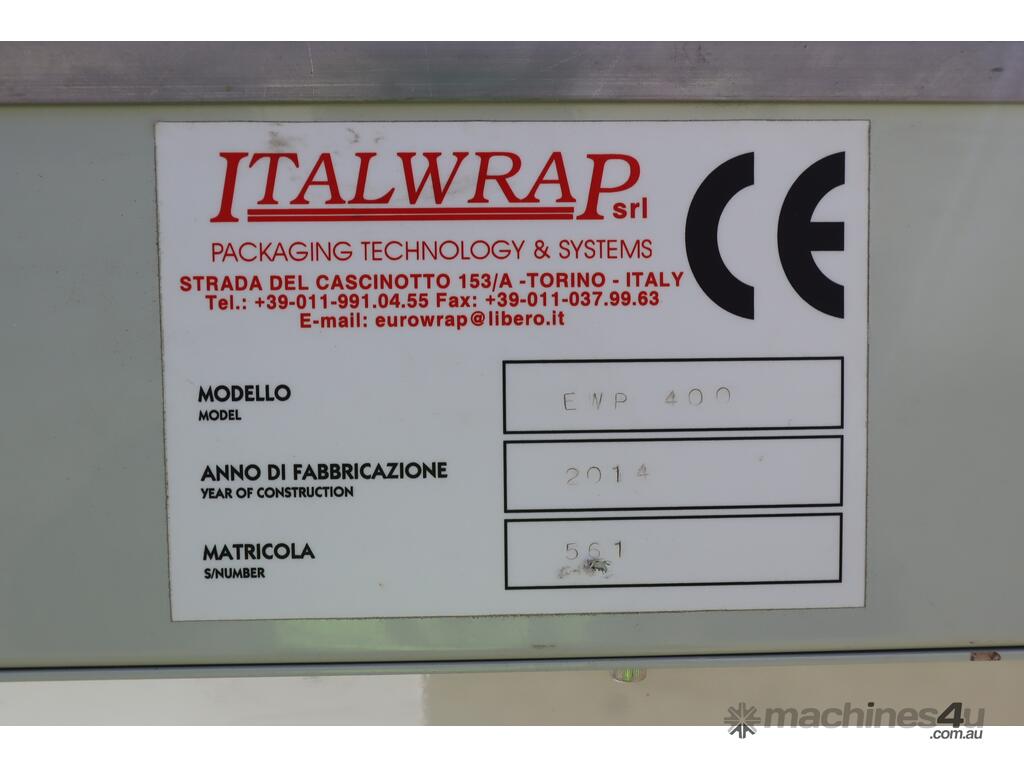 ITALWRAP srl
PACKAGING TECHNOLOGY & SYSTEMS
STRADA DEL CASCINOTTO 153/A -TORINO - ITALY
Tel.: +39-011-991.04.55 Fax: +39-011-037.99.63
E-mail: eurowrap@libero.it
CE
MODELLO
MODEL
EWP 400
ANNO DI FABBRICAZIONE
YEAR OF CONSTRUCTION
2014
MATRICOLA
S/NUMBER
561
machines4u
.com.au